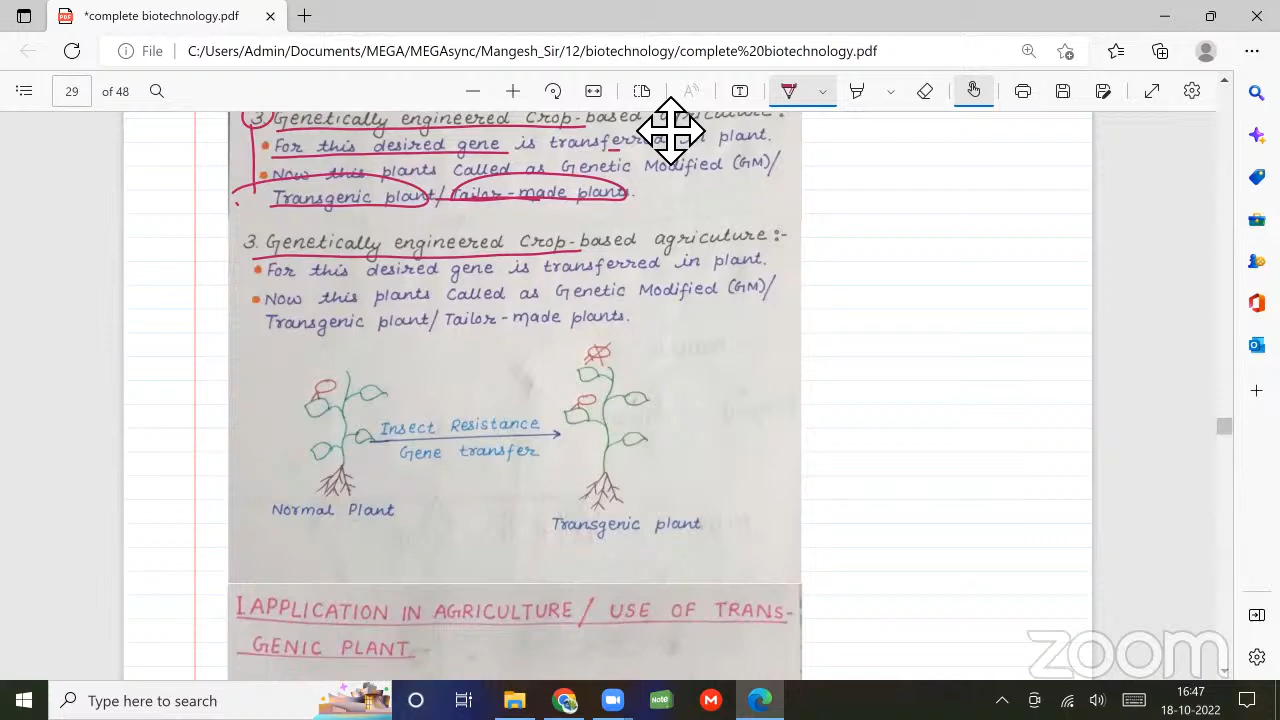 *complete biotechnology.pdf
File
C:/Users/Admin/Documents/MEGA/MEGAsync/Mangesh_Sir/12/biotechnology/complete%20biotechnology.pdf
29 of 48
3. Genetically engineered Crop-based agriculture:
• For this desired gene is transferred in plant.
• Now this plants Called as Genetic Modified (GM)/
Transgenic plant/ Tailor-made plants.
3. Genetically engineered Crop-based agricuture:-
• For this desired gene is transferred in plant.
• Now this plants Called as Genetic Modified (GM)/
Transgenic plant/ Tailor-made plants.
Insect Resistance
Gene transfer
Normal Plant
Transgenic plant
I APPLICATION IN AGRICULTURE / USE OF TRANS-
GENIC PLANT
zoom
Type here to search
Note
16:47
18-10-2022